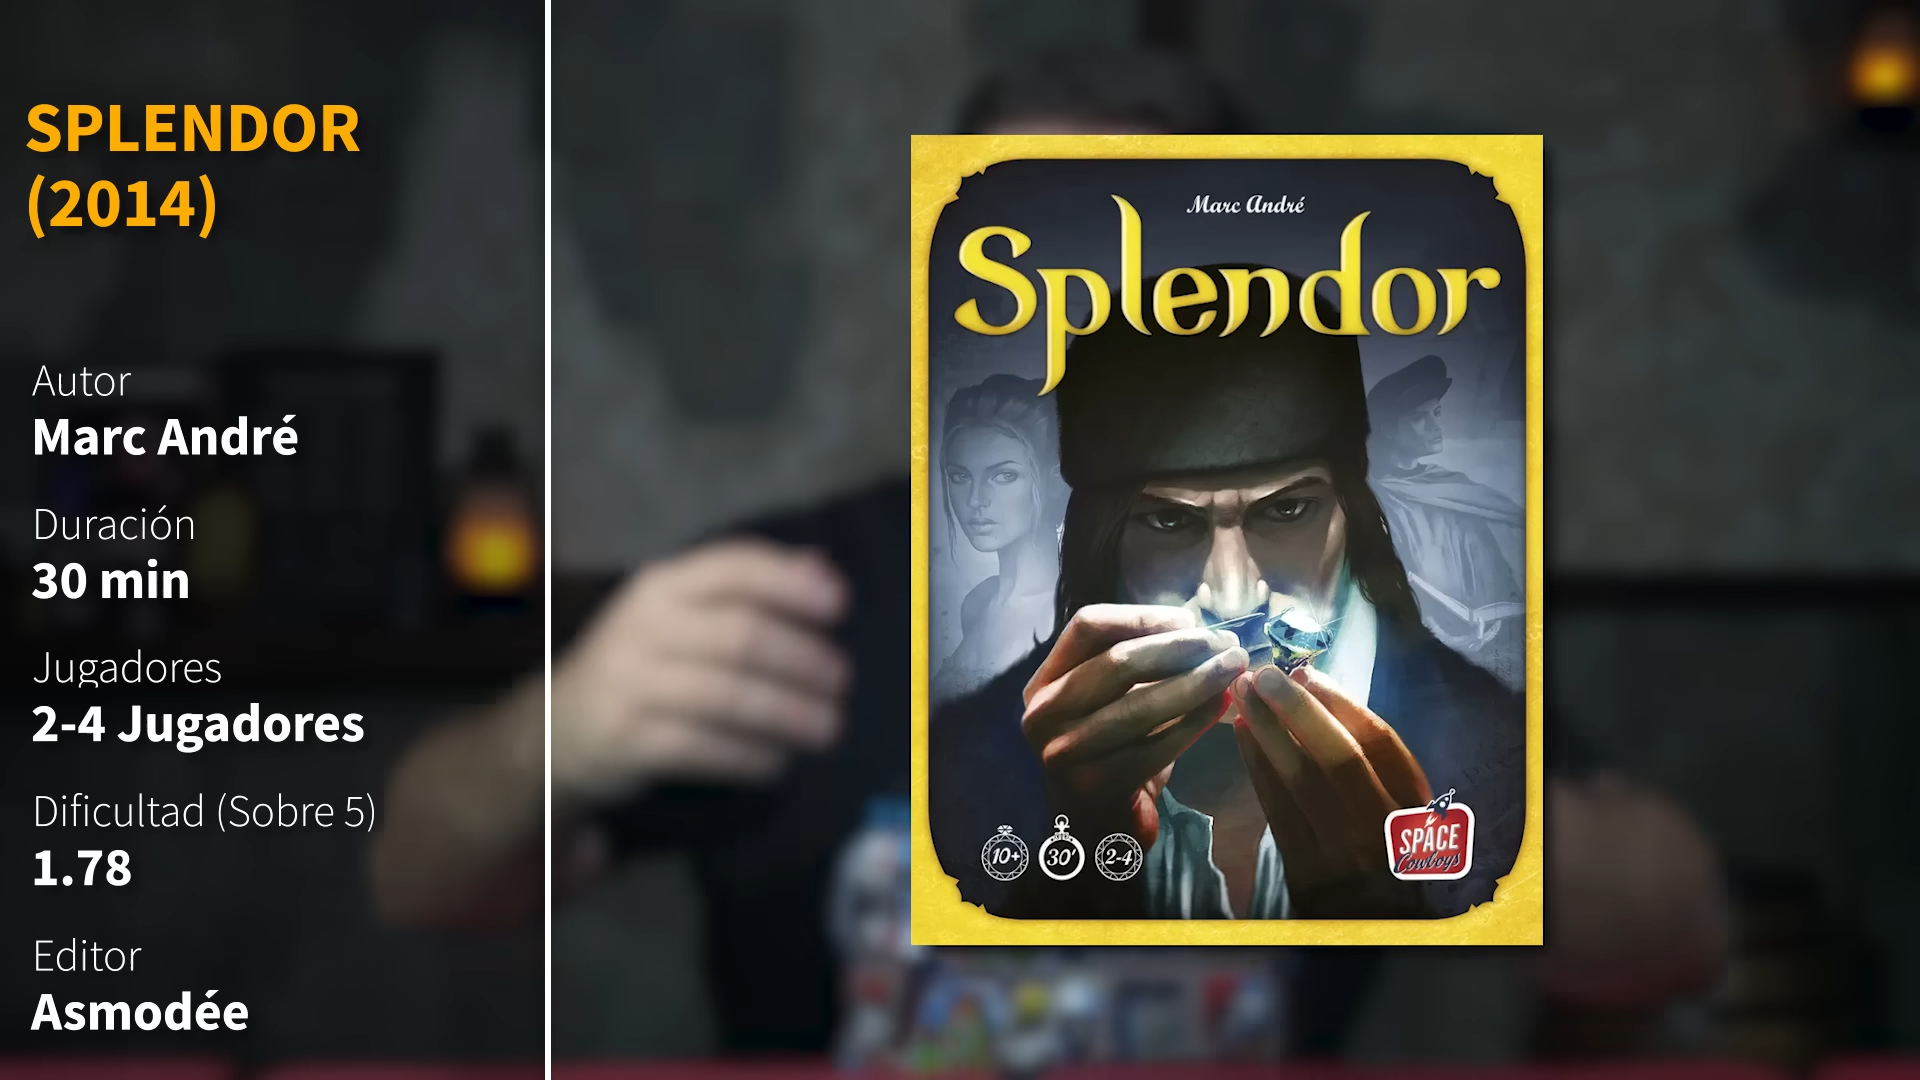 SPLENDOR
(2014)
Autor
Marc André
Duración
30 min
Jugadores
2-4 Jugadores
Dificultad (Sobre 5)
1.78
Editor
Asmodée
Marc André
Splendor
10+
30'
2-4
SPACE
Cowboys